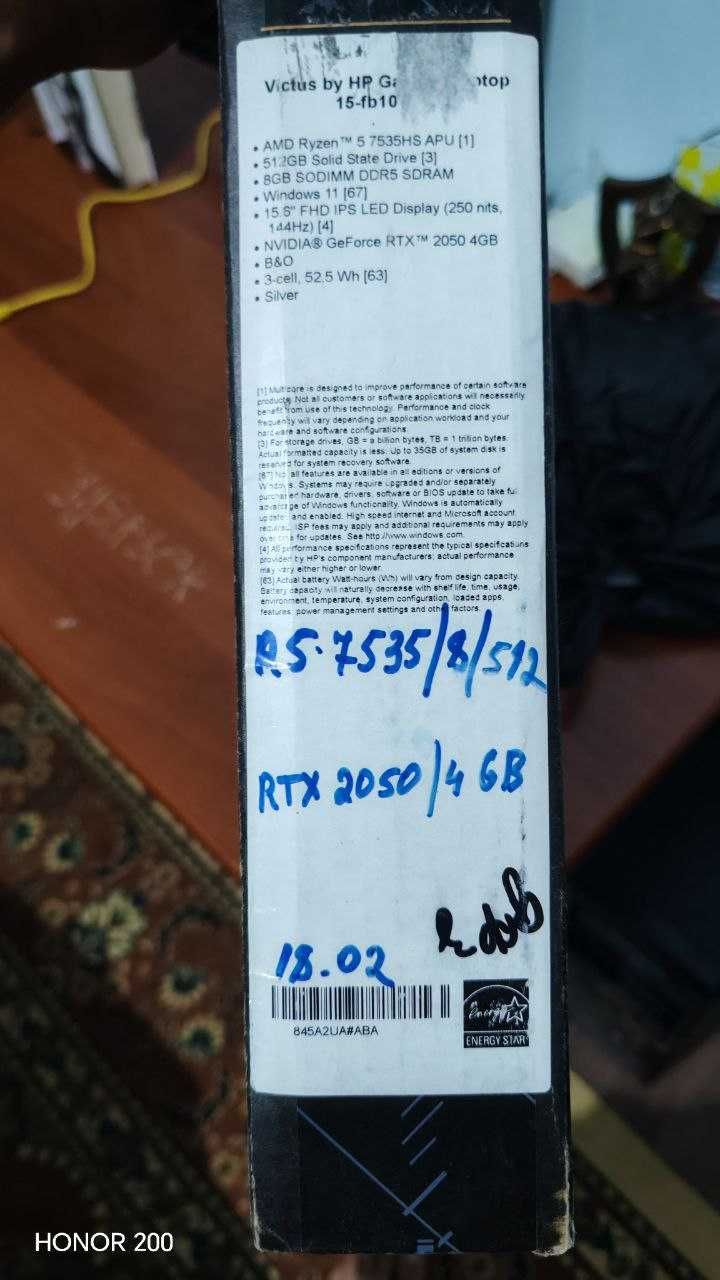 Victus by HP Ga ptop
15-fb10
• AMD Ryzen™ 5 7535HS APU [1]
• 512GB Solid State Drive [3]
• 8GB SODIMM DDR5 SDRAM
• Windows 11 [67]
• 15.6" FHD IPS LED Display (250 nits,
144Hz) [4]
• NVIDIA® GeForce RTX™ 2050 4GB
• B&O
• 3-cell, 52.5 Wh [63]
• Silver
[1] Multicore is designed to improve performance of certain software
products. Not all customers or software applications will necessarily
benefit from use of this technology. Performance and clock
frequency will vary depending on application workload and your
hardware and software configurations.
[3] For storage drives, GB = a billion bytes, TB = 1 trillion bytes.
Actual formatted capacity is less. Up to 35GB of system disk is
reserved for system recovery software.
[67] Not all features are available in all editions or versions of
Windows. Systems may require upgraded and/or separately
purchased hardware, drivers, software or BIOS update to take full
advantage of Windows functionality. Windows is automatically
updated and enabled. High speed internet and Microsoft account
required. ISP fees may apply and additional requirements may apply
over time for updates. See http://www.windows.com.
[4] All performance specifications represent the typical specifications
provided by HP's component manufacturers; actual performance
may vary either higher or lower.
[63] Actual battery Watt-hours (Wh) will vary from design capacity.
Battery capacity will naturally decrease with shelf life, time, usage,
environment, temperature, system configuration, loaded apps,
features, power management settings and other factors.
R5·7535/8/512
RTX 2050/4 GB
18.02
845A2UA#ABA
energy
ENERGY STAR
HONOR 200